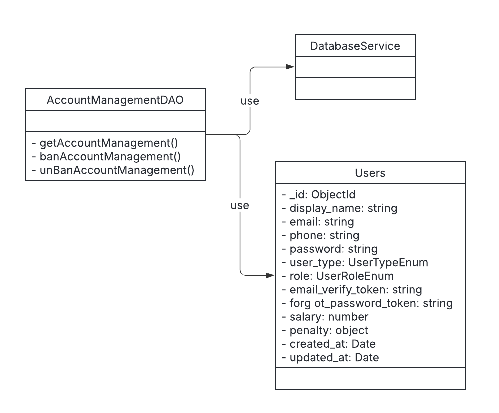 DatabaseService
AccountManagementDAO
- getAccountManagement()
- banAccountManagement()
- unBanAccountManagement()
use
use
Users
- _id: ObjectId
- display_name: string
- email: string
- phone: string
- password: string
- user_type: UserTypeEnum
- role: UserRoleEnum
- email_verify_token: string
- forg ot_password_token: string
- salary: number
- penalty: object
- created_at: Date
- updated_at: Date